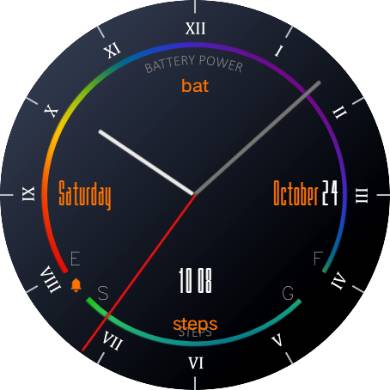 XII
XI
I
BATTERY POWER
bat
X
II
IX
Saturday
October 24
III
E
F
VIII
IIII
S
10 08
G
steps
STEPS
VII
V
VI